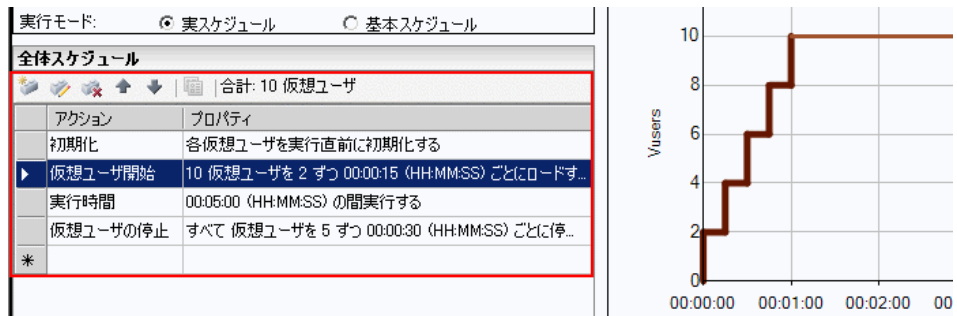 実行モード: 実スケジュール 基本スケジュール
全体スケジュール
合計: 10 仮想ユーザ
アクション プロパティ
初期化 各仮想ユーザを実行直前に初期化する
仮想ユーザ開始 10 仮想ユーザを 2 ずつ 00:00:15 (HH:MM:SS) ごとにロードす...
実行時間 00:05:00 (HH:MM:SS) の間実行する
仮想ユーザの停止 すべて 仮想ユーザを 5 ずつ 00:00:30 (HH:MM:SS) ごとに停...
Vusers
10
8
6
4
2
0
00:00:00 00:01:00 00:02:00 00